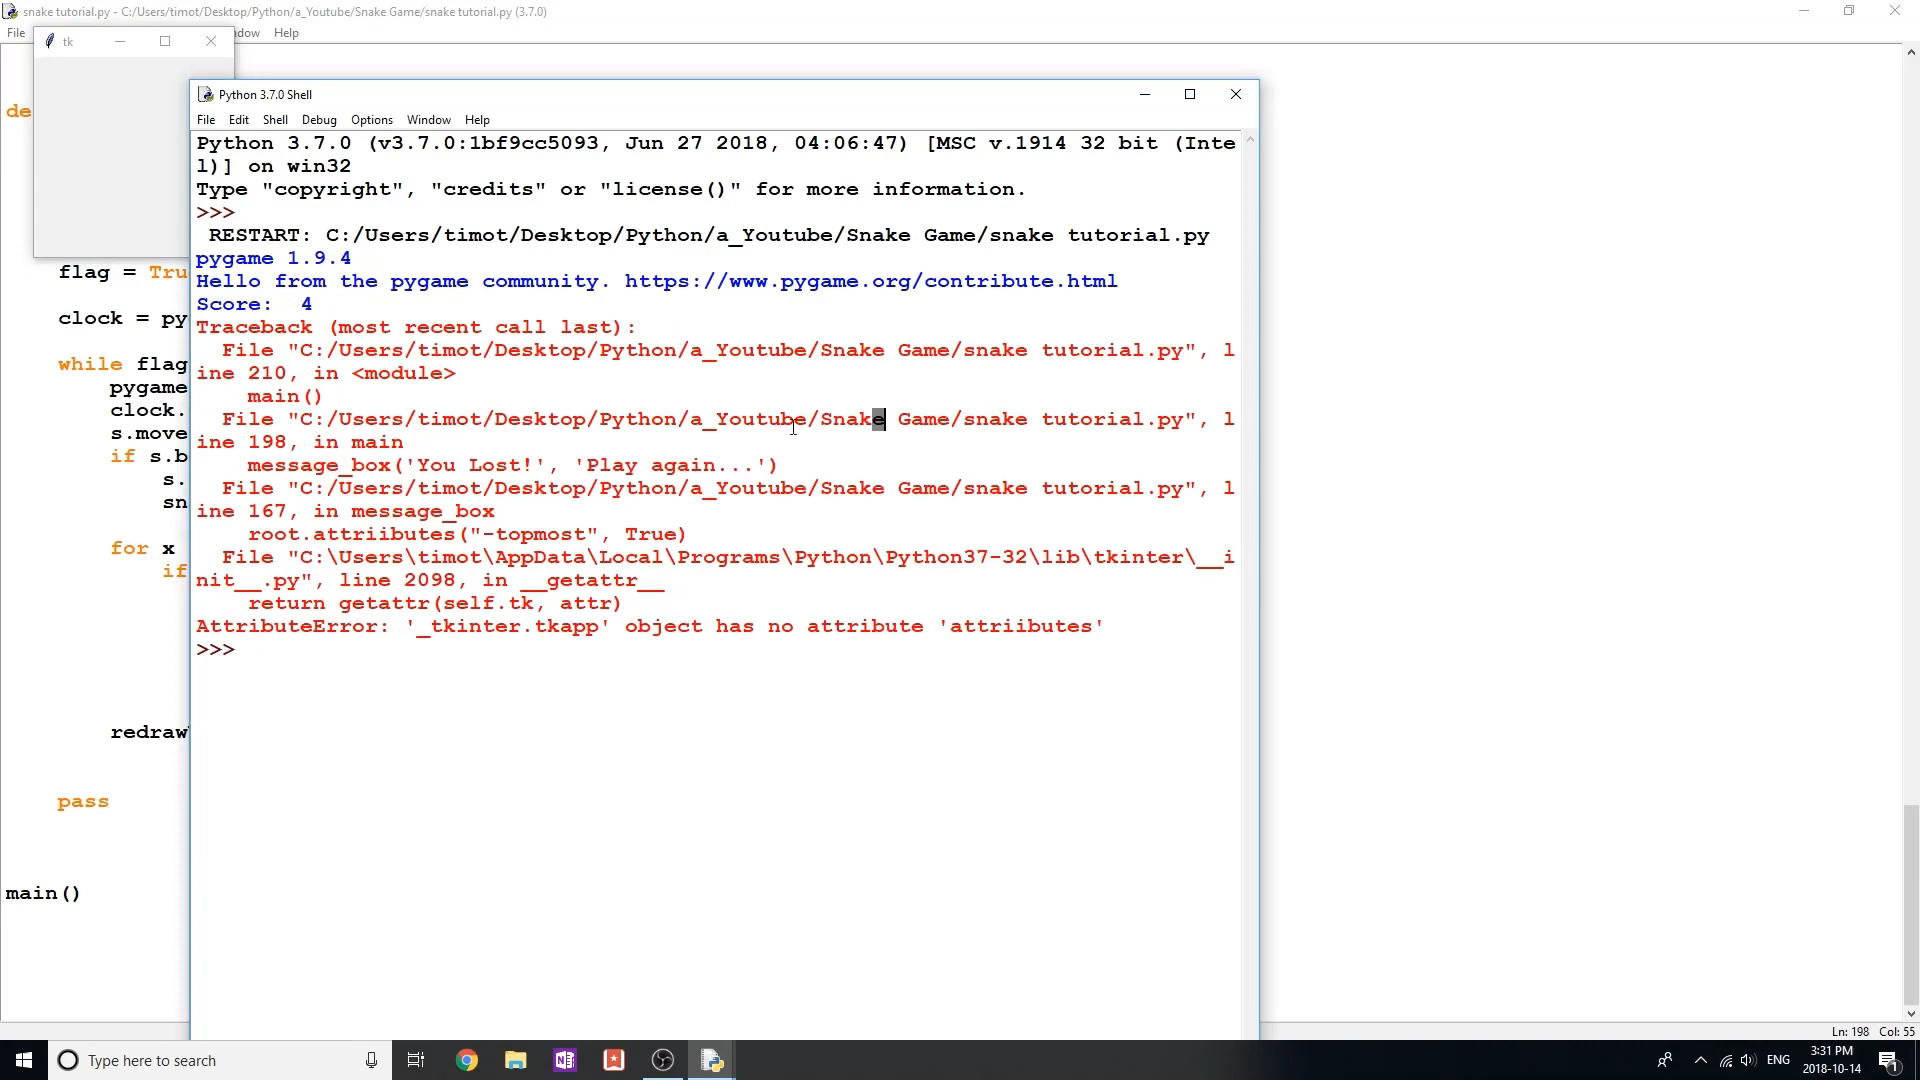 snake tutorial.py - C:/Users/timot/Desktop/Python/a_Youtube/Snake Game/snake tutorial.py (3.7.0)
File
dow Help
tk
de
flag = Tru
clock = py
while flag
pygame
clock.
s.move
if s.b
s.
sn
for x
if
redraw
pass
main()
Python 3.7.0 Shell
File Edit Shell Debug Options Window Help
Python 3.7.0 (v3.7.0:1bf9cc5093, Jun 27 2018, 04:06:47) [MSC v.1914 32 bit (Inte
l)] on win32
Type "copyright", "credits" or "license()" for more information.
>>>
RESTART: C:/Users/timot/Desktop/Python/a_Youtube/Snake Game/snake tutorial.py
pygame 1.9.4
Hello from the pygame community. https://www.pygame.org/contribute.html
Score:  4
Traceback (most recent call last):
File "C:/Users/timot/Desktop/Python/a_Youtube/Snake Game/snake tutorial.py", l
ine 210, in <module>
main()
File "C:/Users/timot/Desktop/Python/a_Youtube/Snake Game/snake tutorial.py", l
ine 198, in main
message_box('You Lost!', 'Play again...')
File "C:/Users/timot/Desktop/Python/a_Youtube/Snake Game/snake tutorial.py", l
ine 167, in message_box
root.attriibutes("-topmost", True)
File "C:\Users\timot\AppData\Local\Programs\Python\Python37-32\lib\tkinter\__i
nit__.py", line 2098, in __getattr__
return getattr(self.tk, attr)
AttributeError: '_tkinter.tkapp' object has no attribute 'attriibutes'
>>>
Ln: 198 Col: 55
Type here to search
ENG
3:31 PM
2018-10-14
1